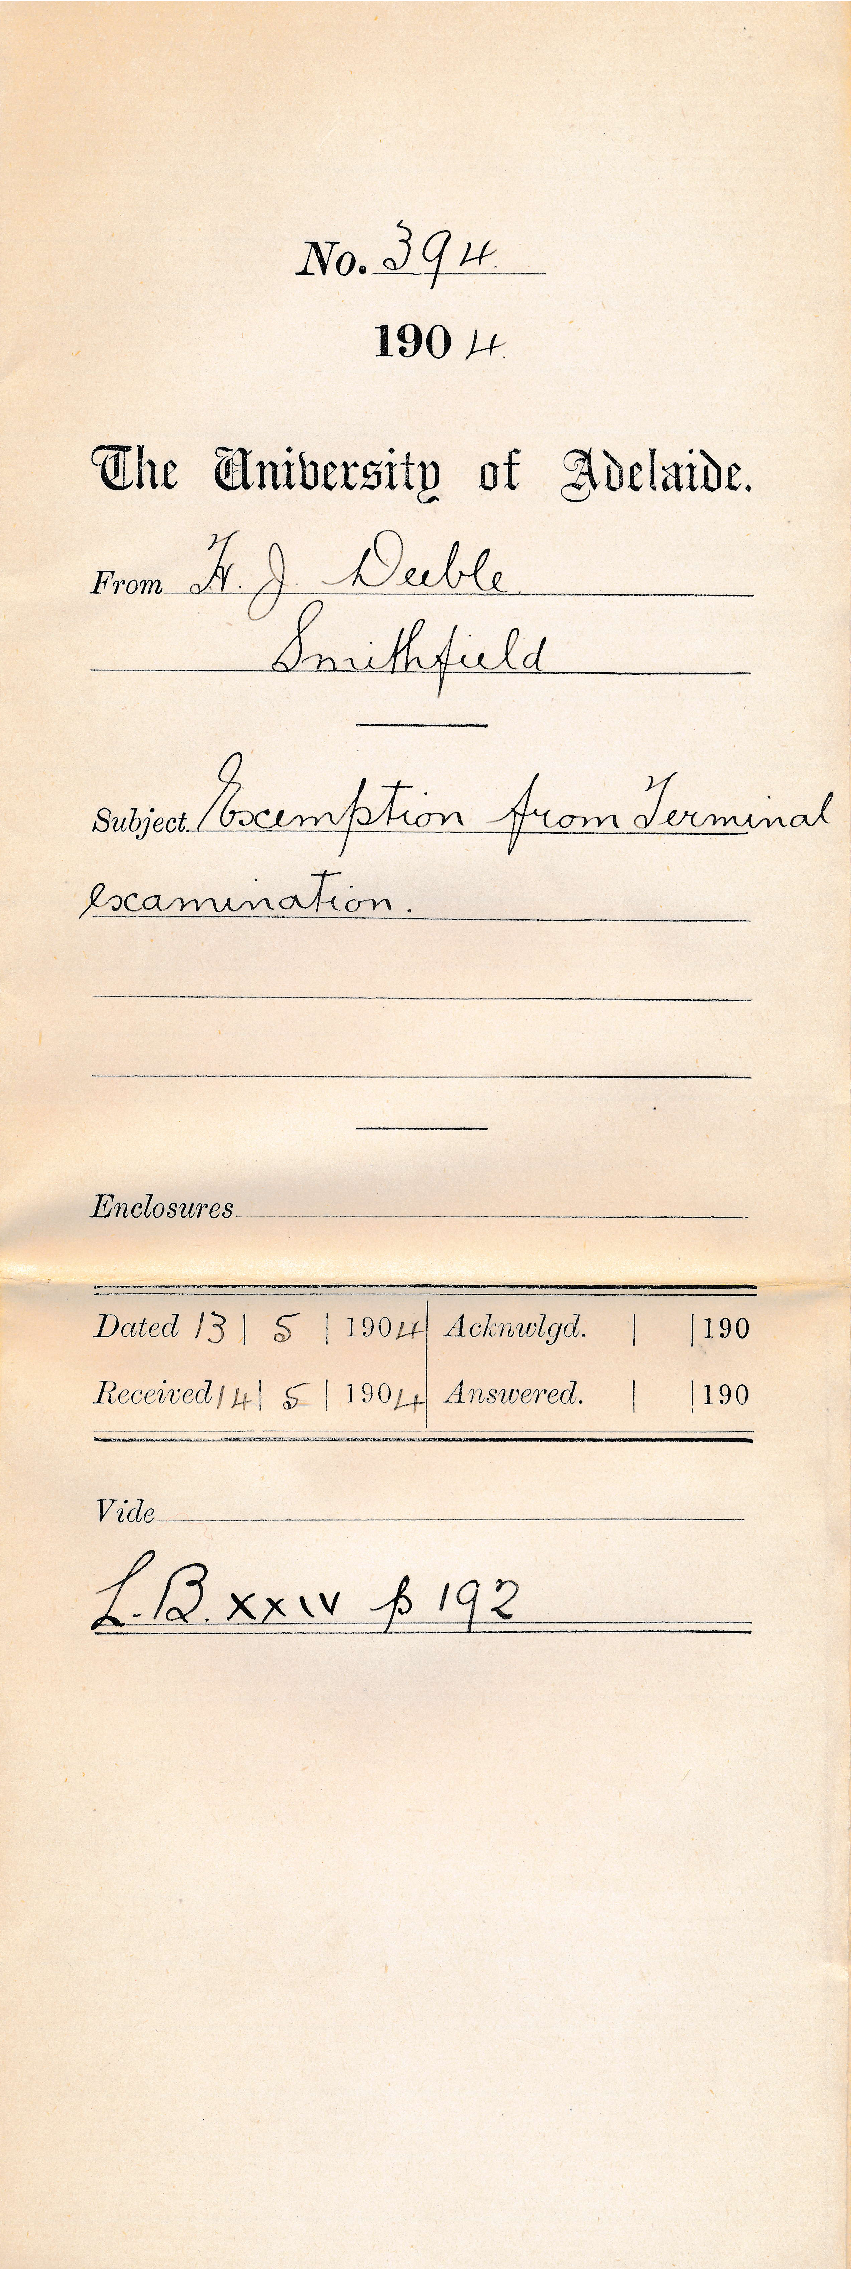 No. 394
1904.
The University of Adelaide.
From H. J. Deeble
Smithfield
Subject Exemption from Terminal
examination.
Enclosures
Dated 13 | 5 | 1904 | Acknwlgd. | | 190
Received 14 | 5 | 1904 | Answered. | | 190
Vide
L.B. xxiv p 192